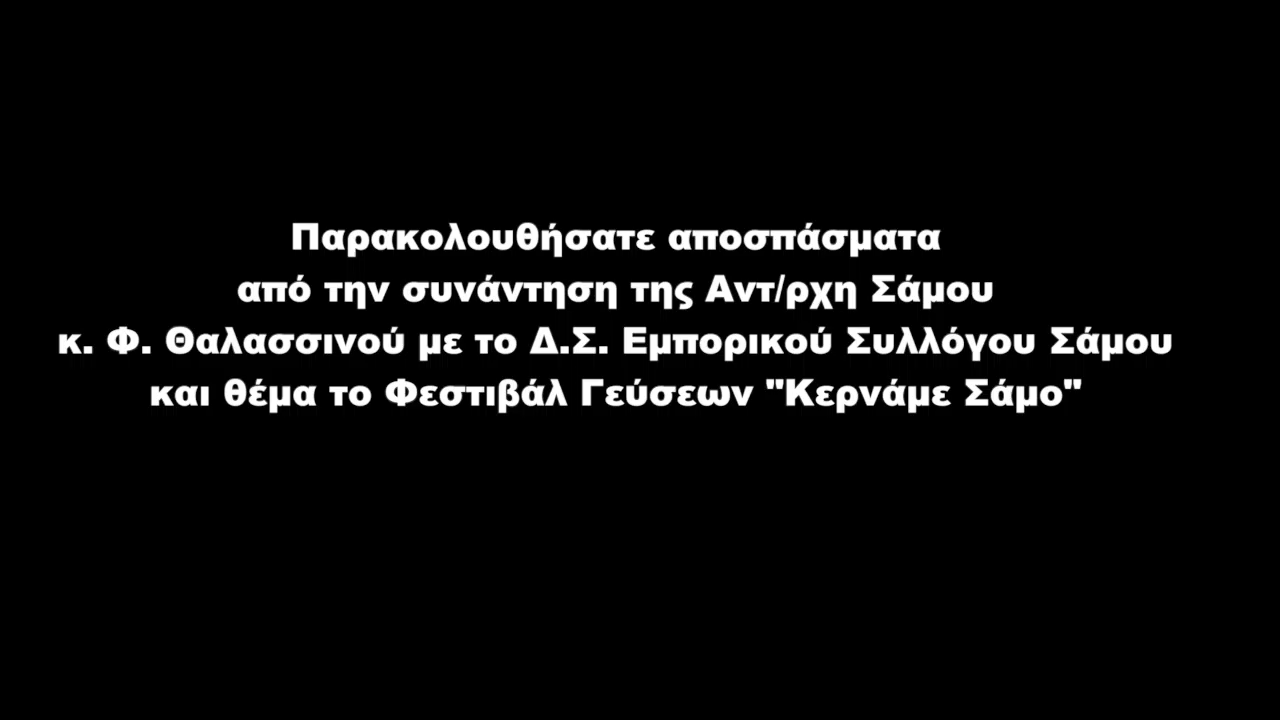 Παρακολουθήσατε αποσπάσματα
από την συνάντηση της Αντ/ρχη Σάμου
κ. Φ. Θαλασσινού με το Δ.Σ. Εμπορικού Συλλόγου Σάμου
και θέμα το Φεστιβάλ Γεύσεων "Κερνάμε Σάμο"